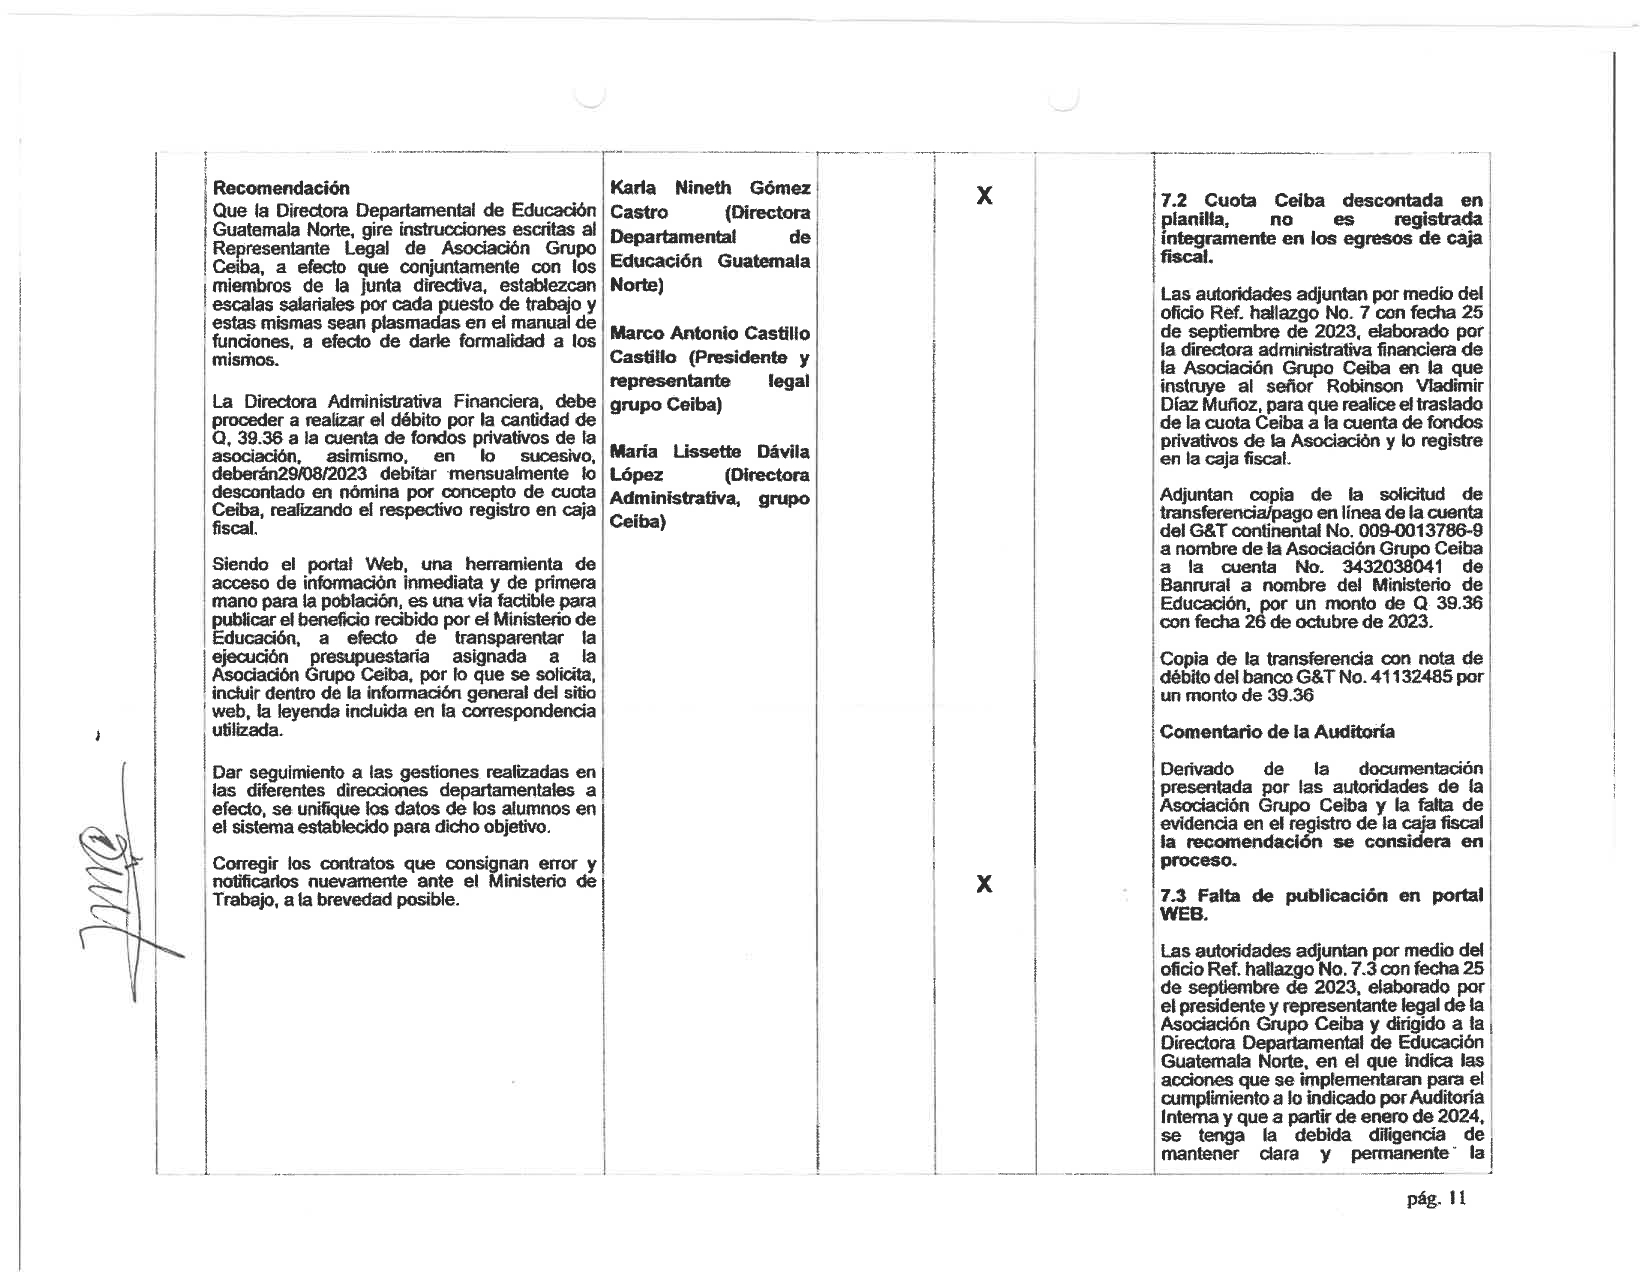 Recomendación
Que la Directora Departamental de Educación
Guatemala Norte, gire instrucciones escritas al
Representante Legal de Asociación Grupo
Ceiba, a efecto que conjuntamente con los
miembros de la junta directiva, establezcan
escalas salariales por cada puesto de trabajo y
estas mismas sean plasmadas en el manual de
funciones, a efecto de darle formalidad a los
mismos.
La Directora Administrativa Financiera, debe
proceder a realizar el débito por la cantidad de
Q, 39.36 a la cuenta de fondos privativos de la
asociación, asimismo, en lo sucesivo,
deberán29/08/2023 debitar mensualmente lo
descontado en nómina por concepto de cuota
Ceiba, realizando el respectivo registro en caja
fiscal.
Siendo el portal Web, una herramienta de
acceso de información inmediata y de primera
mano para la población, es una vía factible para
publicar el beneficio recibido por el Ministerio de
Educación, a efecto de transparentar la
ejecución presupuestaria asignada a la
Asociación Grupo Ceiba, por lo que se solicita,
incluir dentro de la información general del sitio
web, la leyenda incluida en la correspondencia
utilizada.
Dar seguimiento a las gestiones realizadas en
las diferentes direcciones departamentales a
efecto, se unifique los datos de los alumnos en
el sistema establecido para dicho objetivo.
Corregir los contratos que consignan error y
notificarlos nuevamente ante el Ministerio de
Trabajo, a la brevedad posible.
Karla Nineth Gómez
Castro (Directora
Departamental de
Educación Guatemala
Norte)
Marco Antonio Castillo
Castillo (Presidente y
representante legal
grupo Ceiba)
María Lissette Dávila
López (Directora
Administrativa, grupo
Ceiba)
X
X
7.2 Cuota Ceiba descontada en
planilla, no es registrada
íntegramente en los egresos de caja
fiscal.
Las autoridades adjuntan por medio del
oficio Ref. hallazgo No. 7 con fecha 25
de septiembre de 2023, elaborado por
la directora administrativa financiera de
la Asociación Grupo Ceiba en la que
instruye al señor Robinson Vladimir
Díaz Muñoz, para que realice el traslado
de la cuota Ceiba a la cuenta de fondos
privativos de la Asociación y lo registre
en la caja fiscal.
Adjuntan copia de la solicitud de
transferencia/pago en línea de la cuenta
del G&T continental No. 009-0013786-9
a nombre de la Asociación Grupo Ceiba
a la cuenta No. 3432038041 de
Banrural a nombre del Ministerio de
Educación, por un monto de Q 39.36
con fecha 26 de octubre de 2023.
Copia de la transferencia con nota de
débito del banco G&T No. 41132485 por
un monto de 39.36
Comentario de la Auditoría
Derivado de la documentación
presentada por las autoridades de la
Asociación Grupo Ceiba y la falta de
evidencia en el registro de la caja fiscal
la recomendación se considera en
proceso.
7.3 Falta de publicación en portal
WEB.
Las autoridades adjuntan por medio del
oficio Ref. hallazgo No. 7.3 con fecha 25
de septiembre de 2023, elaborado por
el presidente y representante legal de la
Asociación Grupo Ceiba y dirigido a la
Directora Departamental de Educación
Guatemala Norte, en el que indica las
acciones que se implementaran para el
cumplimiento a lo indicado por Auditoría
Interna y que a partir de enero de 2024,
se tenga la debida diligencia de
mantener clara y permanente la
pág. 11